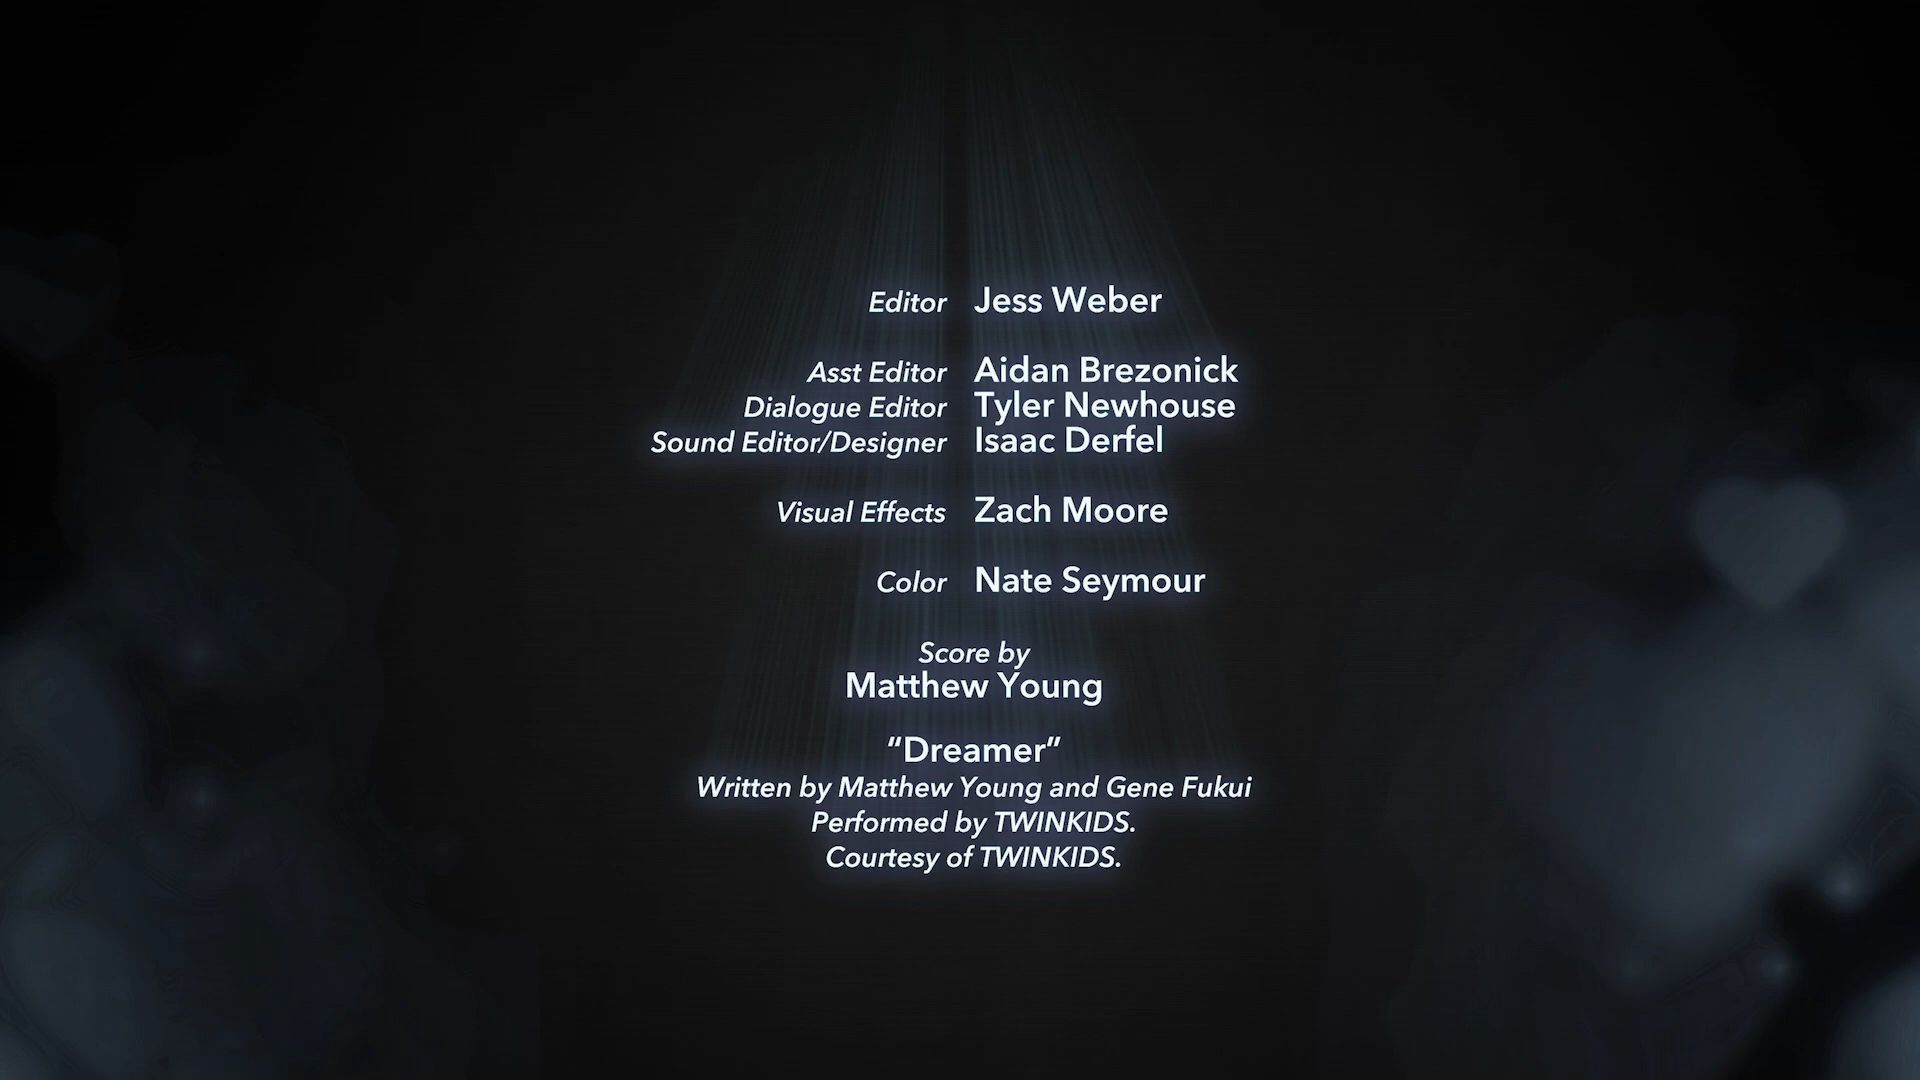 Editor Jess Weber
Asst Editor Aidan Brezonick
Dialogue Editor Tyler Newhouse
Sound Editor/Designer Isaac Derfel
Visual Effects Zach Moore
Color Nate Seymour
Score by
Matthew Young
“Dreamer”
Written by Matthew Young and Gene Fukui
Performed by TWINKIDS.
Courtesy of TWINKIDS.